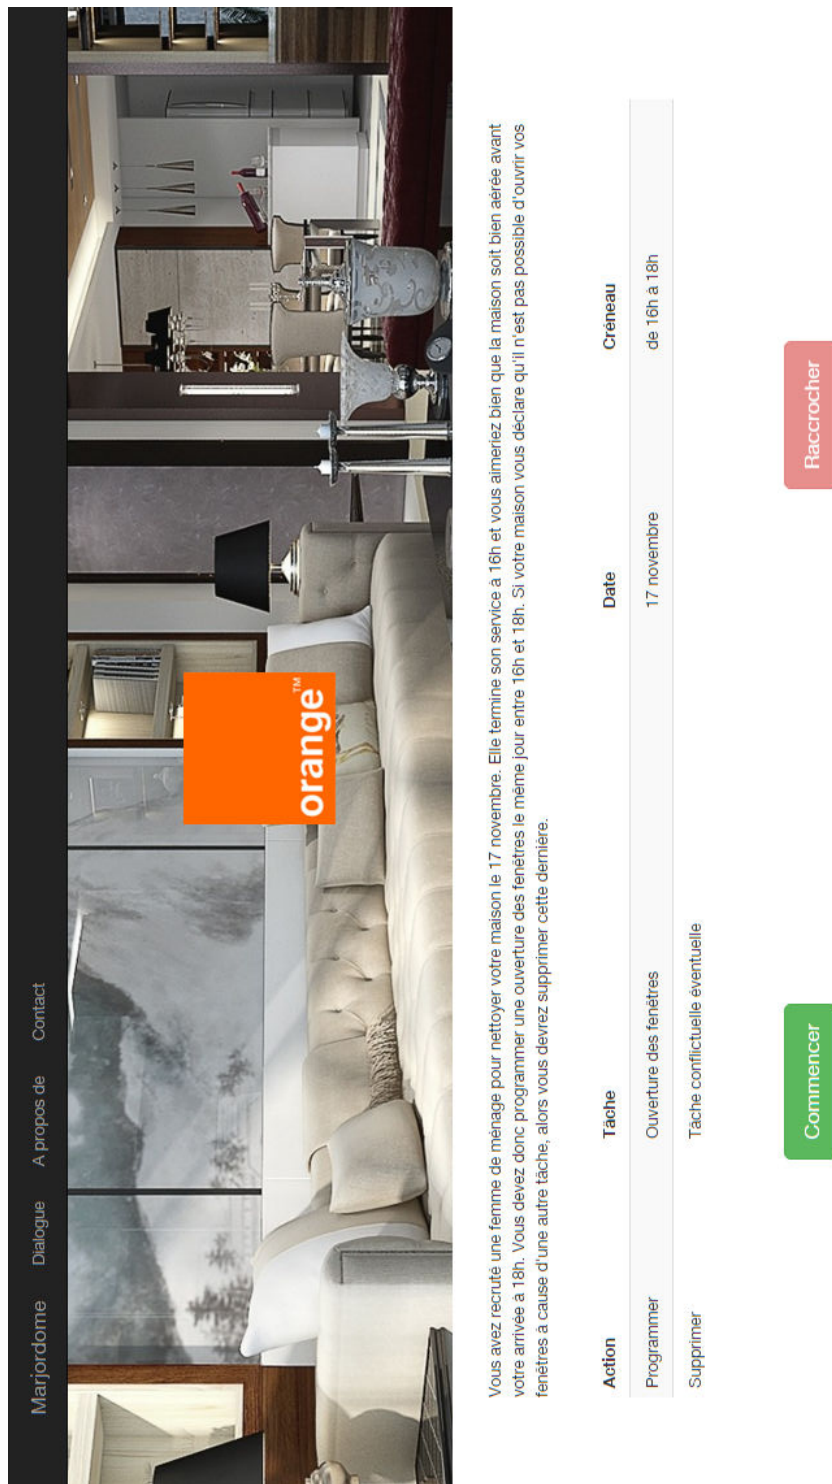 Marjordome Dialogue A propos de Contact
orange™
Vous avez recruté une femme de ménage pour nettoyer votre maison le 17 novembre. Elle termine son service à 16h et vous aimeriez bien que la maison soit bien aérée avant
votre arrivée à 18h. Vous devez donc programmer une ouverture des fenêtres le même jour entre 16h et 18h. Si votre maison vous déclare qu'il n'est pas possible d'ouvrir vos
fenêtres à cause d'une autre tâche, alors vous devrez supprimer cette dernière.
Action Tâche Date Créneau
Programmer Ouverture des fenêtres 17 novembre de 16h à 18h
Supprimer Tâche conflictuelle éventuelle
Commencer Raccrocher